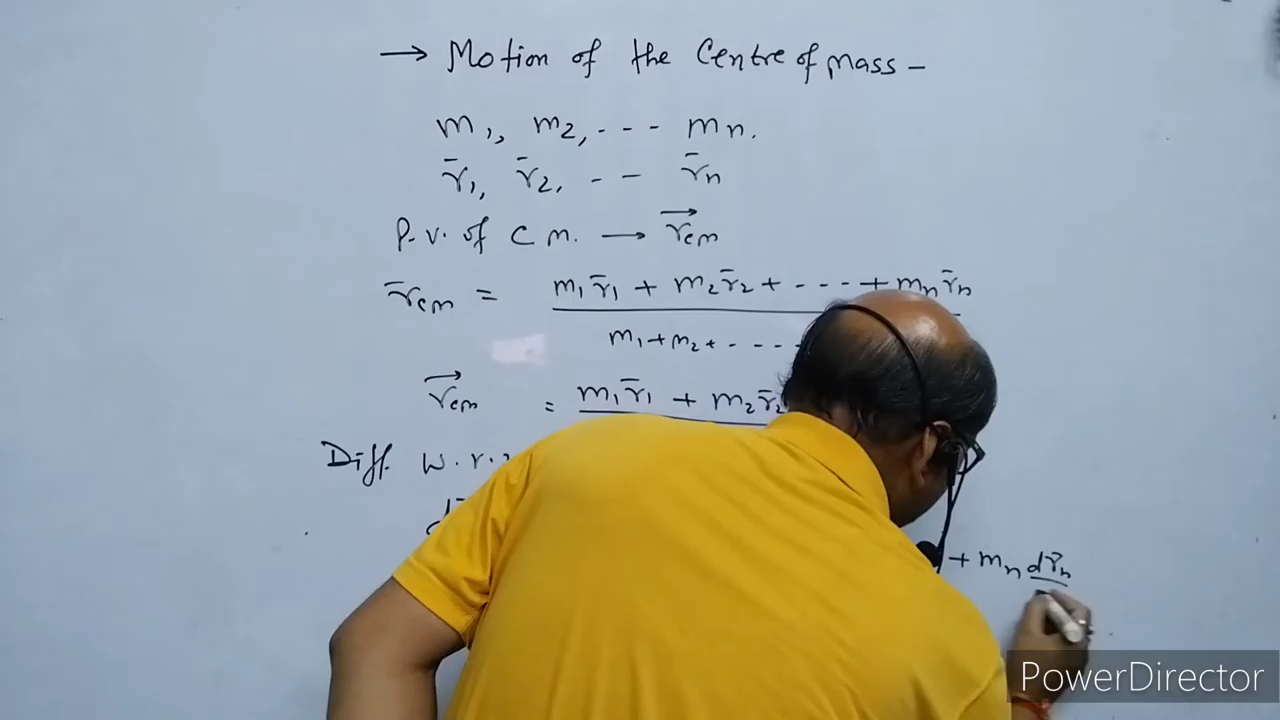 → Motion of the Centre of mass –
m₁, m₂, - - - mn.
r̄₁, r̄₂, - - r̄n
P.v. of C m. → r⃗cm
r̄cm = m₁r̄₁ + m₂r̄₂ + - - - + mnr̄n
m₁ + m₂ + - - - -
r⃗cm = m₁r̄₁ + m₂r̄₂
Diff. w.r.
+ mn dr̄n
PowerDirector